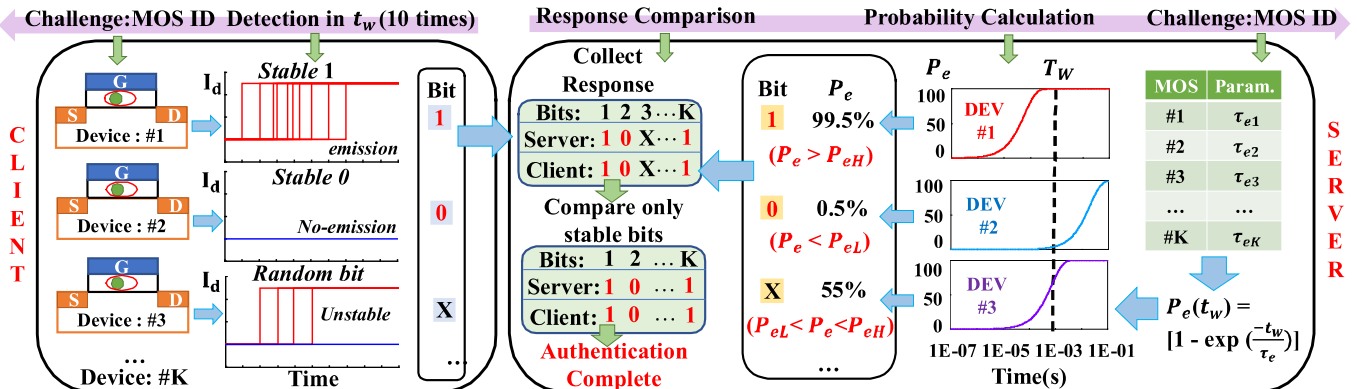 Challenge:MOS ID
Detection in t_w (10 times)
Response Comparison
Probability Calculation
Challenge:MOS ID
CLIENT
G
S
D
Device : #1
G
S
D
Device : #2
G
S
D
Device : #3
...
Device: #K
I_d
Stable 1
emission
I_d
Stable 0
No-emission
I_d
Random bit
Unstable
Time
Bit
1
0
X
...
Collect
Response
Bits: 1 2 3 ... K
Server: 1 0 X ... 1
Client: 1 0 X ... 1
Compare only
stable bits
Bits: 1 2 ... K
Server: 1 0 ... 1
Client: 1 0 ... 1
Authentication
Complete
Bit P_e
1 99.5%
(P_e > P_eH)
0 0.5%
(P_e < P_eL)
X 55%
(P_eL < P_e < P_eH)
...
P_e
T_W
100
50
0
DEV
#1
100
50
0
DEV
#2
100
50
0
DEV
#3
1E-07 1E-05 1E-03 1E-01
Time(s)
MOS Param.
#1 τ_e1
#2 τ_e2
#3 τ_e3
... ...
#K τ_eK
P_e(t_w) =
[1 - exp (-t_w/τ_e)]
SERVER